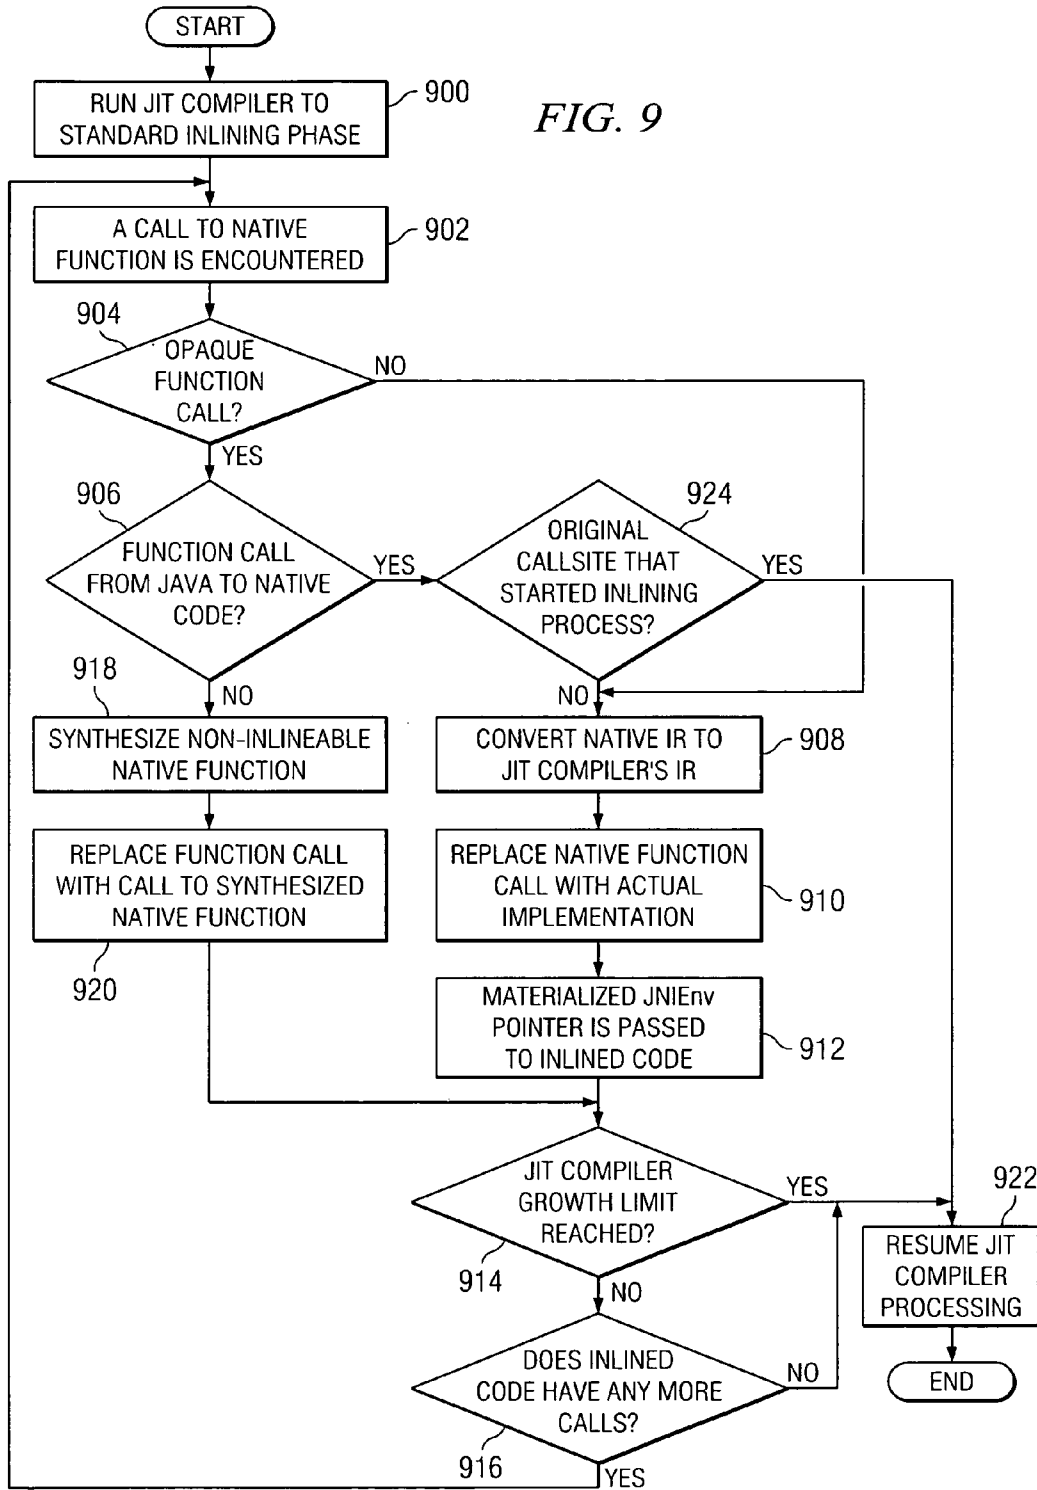 START
RUN JIT COMPILER TO
STANDARD INLINING PHASE
900
FIG. 9
A CALL TO NATIVE
FUNCTION IS ENCOUNTERED
902
904
OPAQUE
FUNCTION
CALL?
NO
YES
906
FUNCTION CALL
FROM JAVA TO NATIVE
CODE?
YES
NO
924
ORIGINAL
CALLSITE THAT
STARTED INLINING
PROCESS?
YES
NO
918
SYNTHESIZE NON-INLINEABLE
NATIVE FUNCTION
CONVERT NATIVE IR TO
JIT COMPILER'S IR
908
REPLACE FUNCTION CALL
WITH CALL TO SYNTHESIZED
NATIVE FUNCTION
920
REPLACE NATIVE FUNCTION
CALL WITH ACTUAL
IMPLEMENTATION
910
MATERIALIZED JNIEnv
POINTER IS PASSED
TO INLINED CODE
912
JIT COMPILER
GROWTH LIMIT
REACHED?
YES
914
NO
922
RESUME JIT
COMPILER
PROCESSING
DOES INLINED
CODE HAVE ANY MORE
CALLS?
NO
END
916
YES